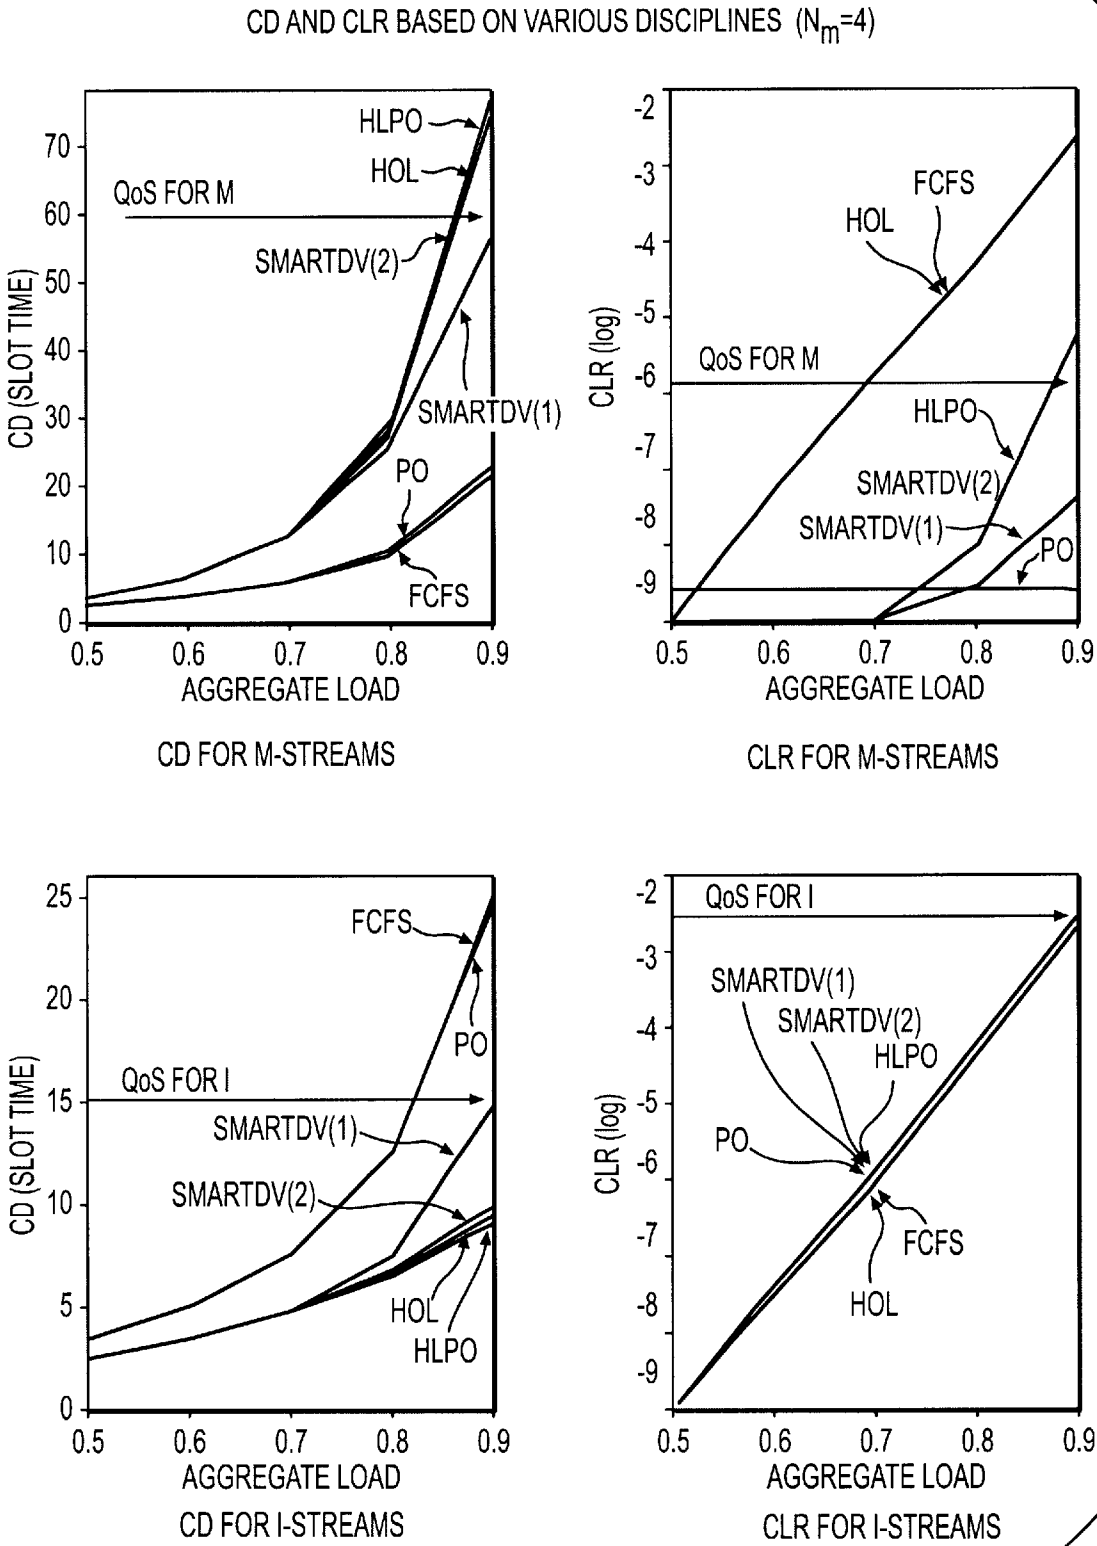 CD AND CLR BASED ON VARIOUS DISCIPLINES (Nm=4)
CD (SLOT TIME)
70
60
50
40
30
20
10
0
HLPO
HOL
QoS FOR M
SMARTDV(2)
SMARTDV(1)
PO
FCFS
0.5 0.6 0.7 0.8 0.9
AGGREGATE LOAD
CD FOR M-STREAMS
CLR (log)
-2
-3
-4
-5
-6
-7
-8
-9
FCFS
HOL
QoS FOR M
HLPO
SMARTDV(2)
SMARTDV(1)
PO
0.5 0.6 0.7 0.8 0.9
AGGREGATE LOAD
CLR FOR M-STREAMS
CD (SLOT TIME)
25
20
15
10
5
0
FCFS
PO
QoS FOR I
SMARTDV(1)
SMARTDV(2)
HOL
HLPO
0.5 0.6 0.7 0.8 0.9
AGGREGATE LOAD
CD FOR I-STREAMS
CLR (log)
-2
-3
-4
-5
-6
-7
-8
-9
QoS FOR I
SMARTDV(1)
SMARTDV(2)
HLPO
PO
FCFS
HOL
0.5 0.6 0.7 0.8 0.9
AGGREGATE LOAD
CLR FOR I-STREAMS